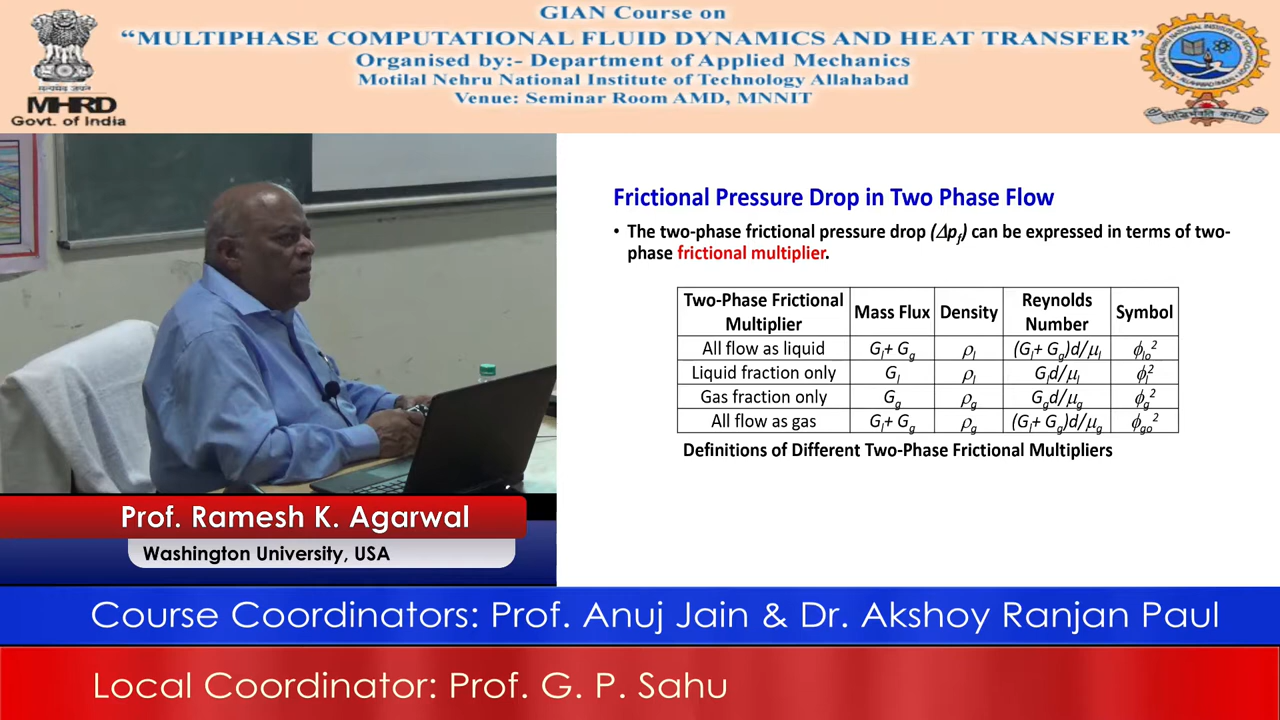 GIAN Course on
“MULTIPHASE COMPUTATIONAL FLUID DYNAMICS AND HEAT TRANSFER”
Organised by:- Department of Applied Mechanics
Motilal Nehru National Institute of Technology Allahabad
Venue: Seminar Room AMD, MNNIT
सत्यमेव जयते
MHRD
Govt. of India
Frictional Pressure Drop in Two Phase Flow
• The two-phase frictional pressure drop (Δp_f) can be expressed in terms of two-
phase frictional multiplier.
Two-Phase Frictional Multiplier | Mass Flux | Density | Reynolds Number | Symbol
All flow as liquid | G_l+ G_g | ρ_l | (G_l+ G_g)d/μ_l | ϕ_lo²
Liquid fraction only | G_l | ρ_l | G_ld/μ_l | ϕ_l²
Gas fraction only | G_g | ρ_g | G_gd/μ_g | ϕ_g²
All flow as gas | G_l+ G_g | ρ_g | (G_l+ G_g)d/μ_g | ϕ_go²
Definitions of Different Two-Phase Frictional Multipliers
Prof. Ramesh K. Agarwal
Washington University, USA
Course Coordinators: Prof. Anuj Jain & Dr. Akshoy Ranjan Paul
Local Coordinator: Prof. G. P. Sahu